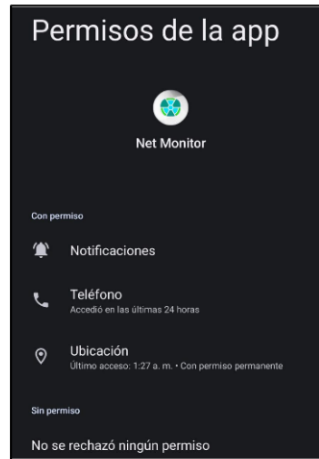 Permisos de la app
Net Monitor
Con permiso
Notificaciones
Teléfono
Accedió en las últimas 24 horas
Ubicación
Último acceso: 1:27 a. m. • Con permiso permanente
Sin permiso
No se rechazó ningún permiso